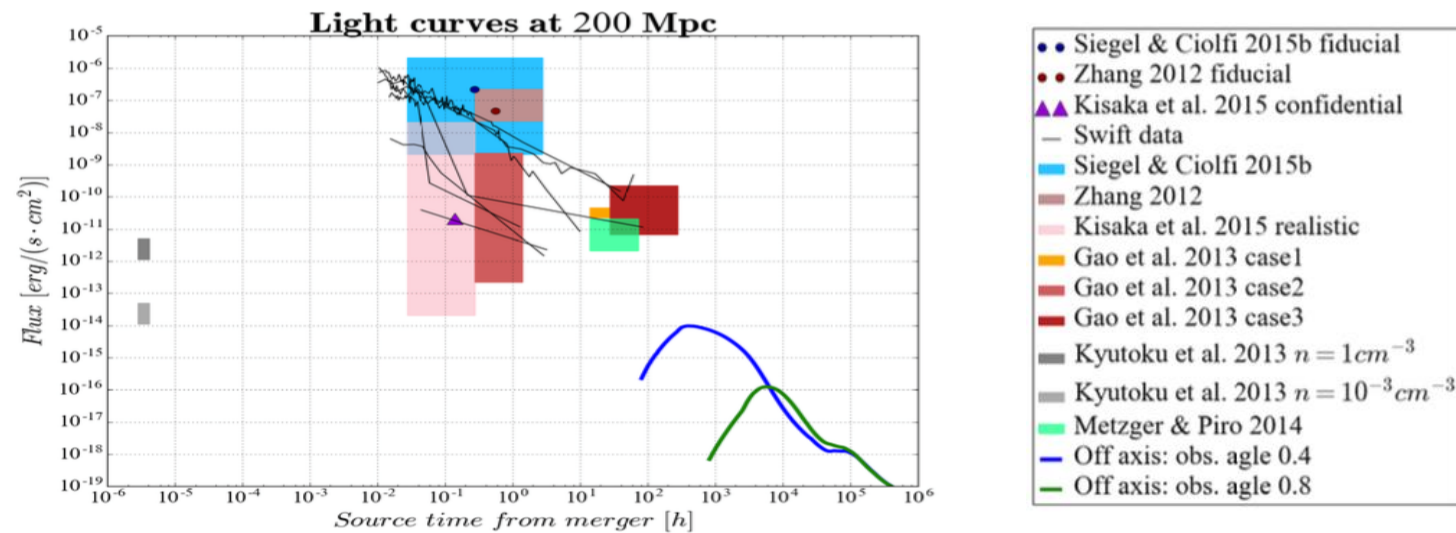 Light curves at 200 Mpc
10^{-5}
10^{-6}
10^{-7}
10^{-8}
10^{-9}
10^{-10}
10^{-11}
10^{-12}
10^{-13}
10^{-14}
10^{-15}
10^{-16}
10^{-17}
10^{-18}
10^{-19}
Flux [erg/(s · cm^2)]
10^{-6} 10^{-5} 10^{-4} 10^{-3} 10^{-2} 10^{-1} 10^0 10^1 10^2 10^3 10^4 10^5 10^6
Source time from merger [h]
Siegel & Ciolfi 2015b fiducial
Zhang 2012 fiducial
Kisaka et al. 2015 confidential
Swift data
Siegel & Ciolfi 2015b
Zhang 2012
Kisaka et al. 2015 realistic
Gao et al. 2013 case1
Gao et al. 2013 case2
Gao et al. 2013 case3
Kyutoku et al. 2013 n = 1cm^{-3}
Kyutoku et al. 2013 n = 10^{-3}cm^{-3}
Metzger & Piro 2014
Off axis: obs. agle 0.4
Off axis: obs. agle 0.8